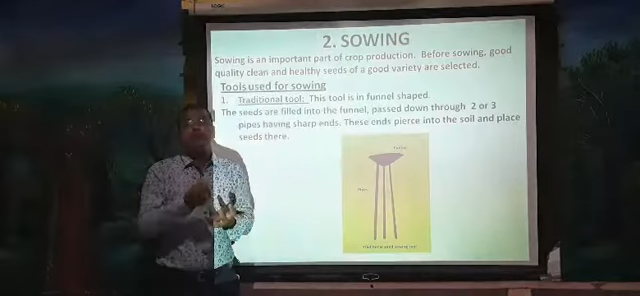 2. SOWING
Sowing is an important part of crop production. Before sowing, good
quality clean and healthy seeds of a good variety are selected.
Tools used for sowing
1. Traditional tool: This tool is in funnel shaped.
The seeds are filled into the funnel, passed down through 2 or 3
pipes having sharp ends. These ends pierce into the soil and place
seeds there.